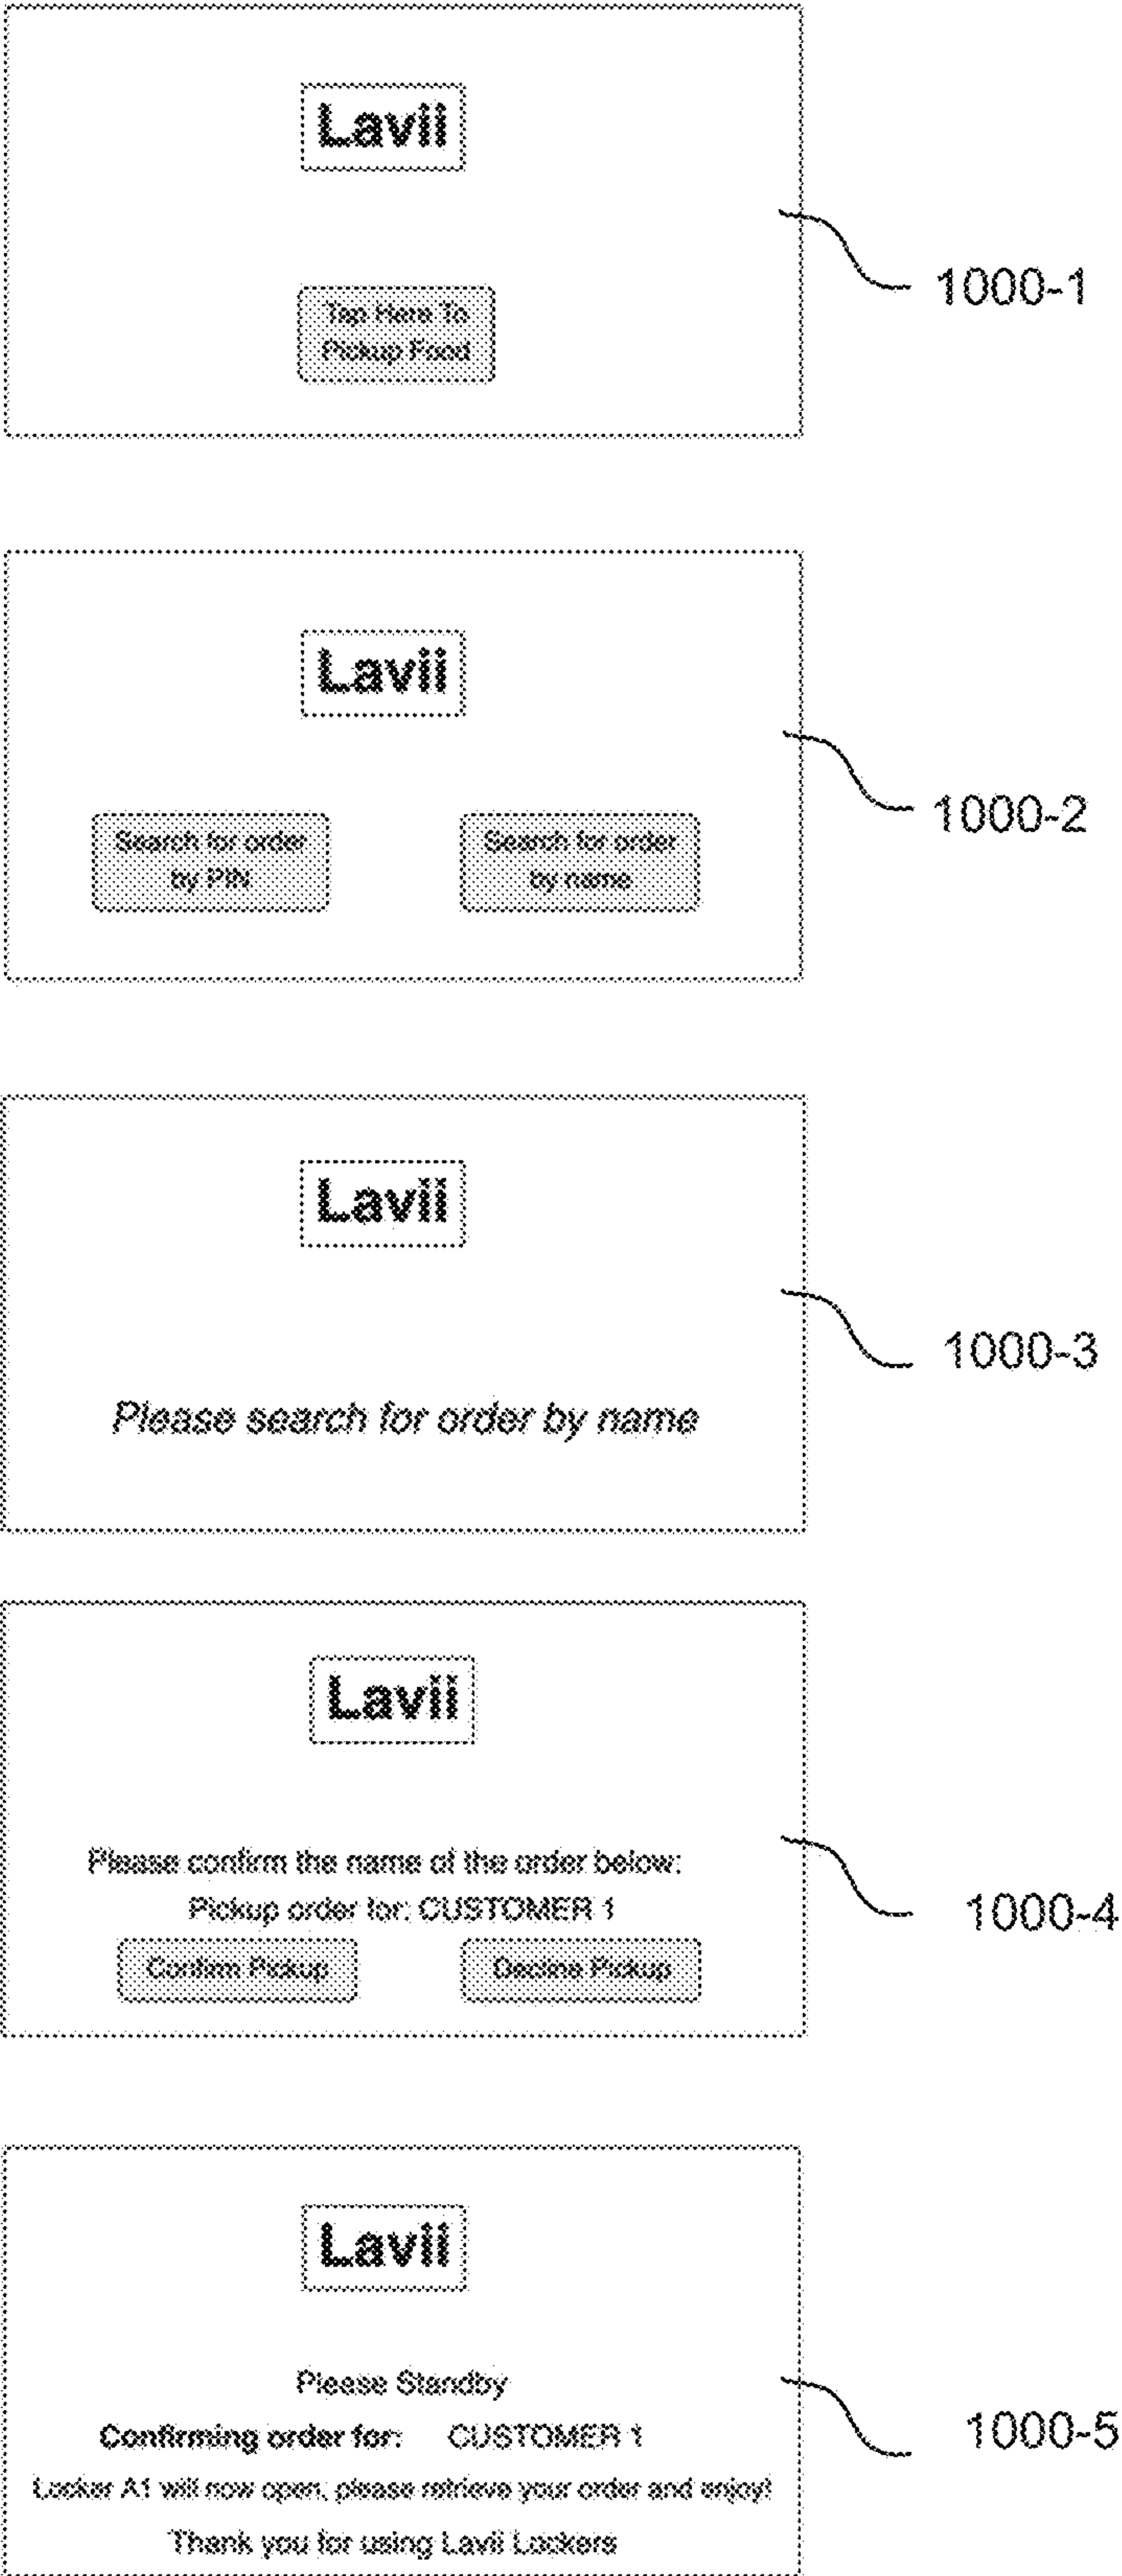 Lavii
Tap Here To
Pickup Food
1000-1
Lavii
Search for order
by PIN
Search for order
by name
1000-2
Lavii
Please search for order by name
1000-3
Lavii
Please confirm the name of the order below:
Pickup order for: CUSTOMER 1
Confirm Pickup
Decline Pickup
1000-4
Lavii
Please Standby
Confirming order for: CUSTOMER 1
Locker A1 will now open, please retrieve your order and enjoy!
Thank you for using Lavii Lockers
1000-5